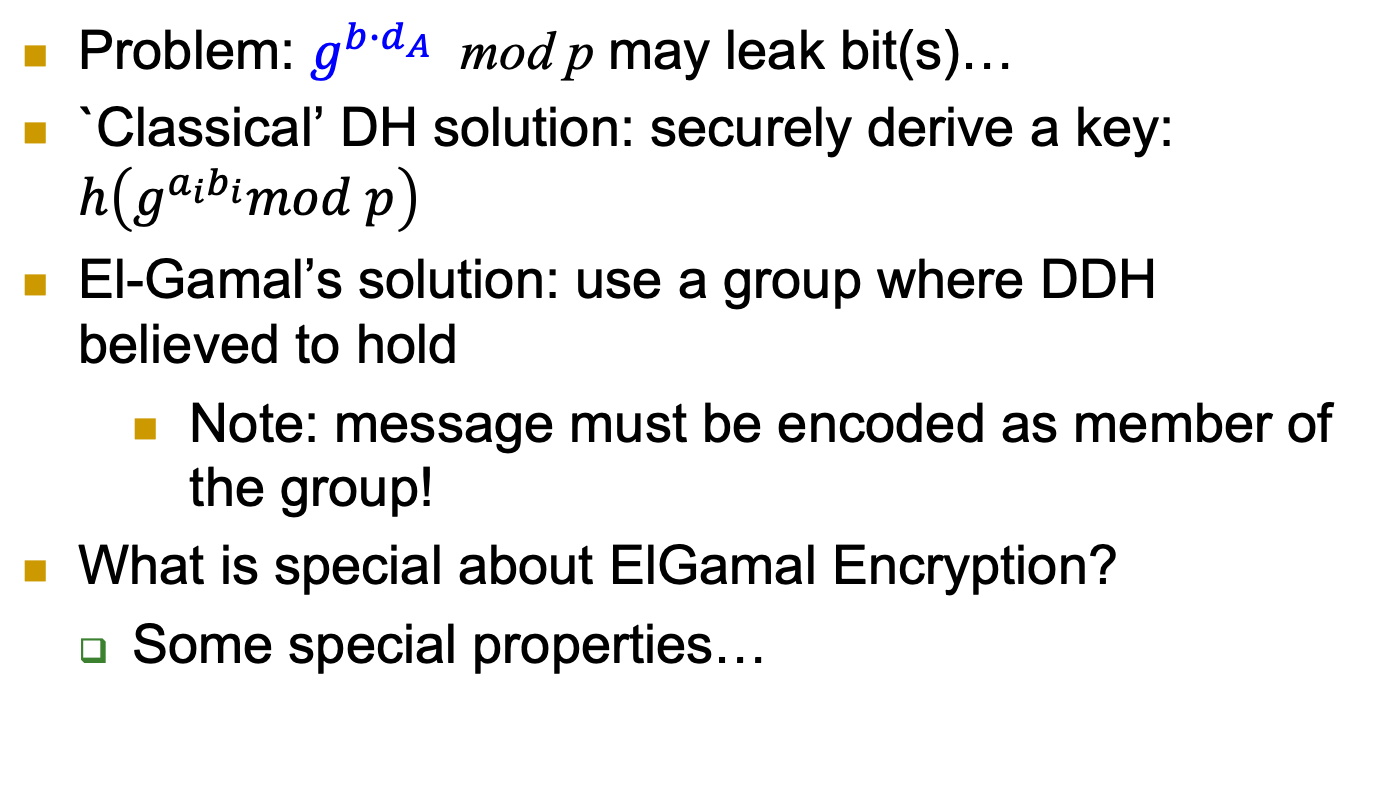 Problem: $g^{b \cdot d_A}$ mod p may leak bit(s)…
`Classical’ DH solution: securely derive a key:
$h(g^{a_i b_i} mod\ p)$
El-Gamal’s solution: use a group where DDH
believed to hold
Note: message must be encoded as member of
the group!
What is special about ElGamal Encryption?
Some special properties…